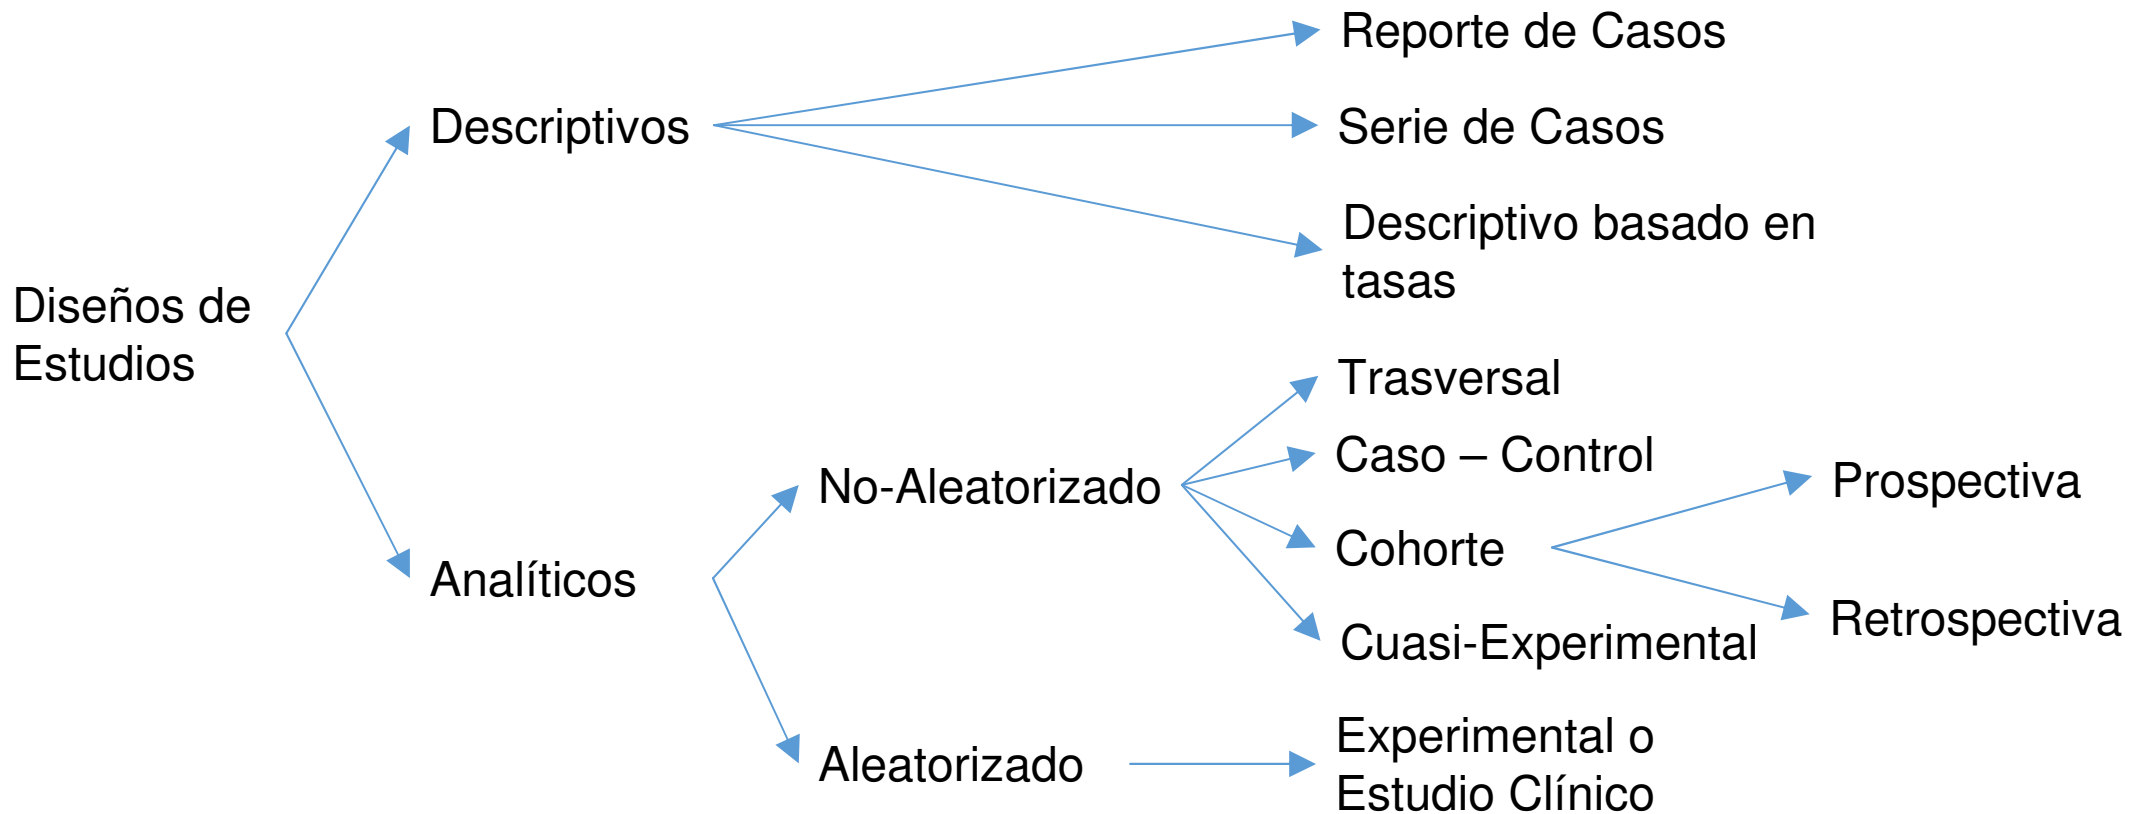 Reporte de Casos
Descriptivos
Serie de Casos
Descriptivo basado en
tasas
Diseños de
Estudios
Trasversal
Caso – Control
No-Aleatorizado
Prospectiva
Cohorte
Analíticos
Retrospectiva
Cuasi-Experimental
Aleatorizado
Experimental o
Estudio Clínico